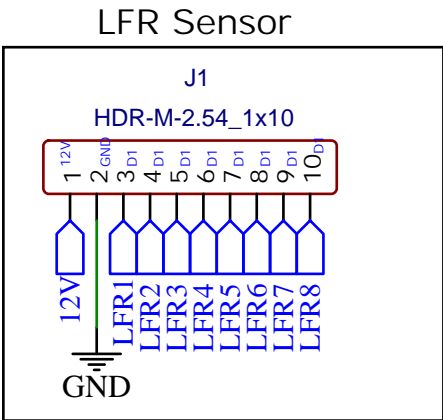 LFR Sensor
J1
HDR-M-2.54_1x10
12V GND D1 D1 D1 D1 D1 D1 D1 D1
1 2 3 4 5 6 7 8 9 10
12V LFR1 LFR2 LFR3 LFR4 LFR5 LFR6 LFR7 LFR8
GND